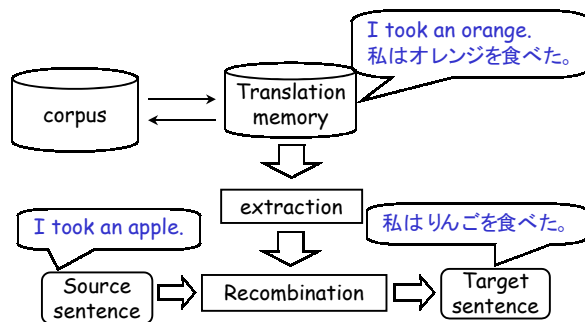 I took an orange.
私はオレンジを食べた。
corpus
Translation
memory
extraction
I took an apple.
私はりんごを食べた。
Source
sentence
Recombination
Target
sentence